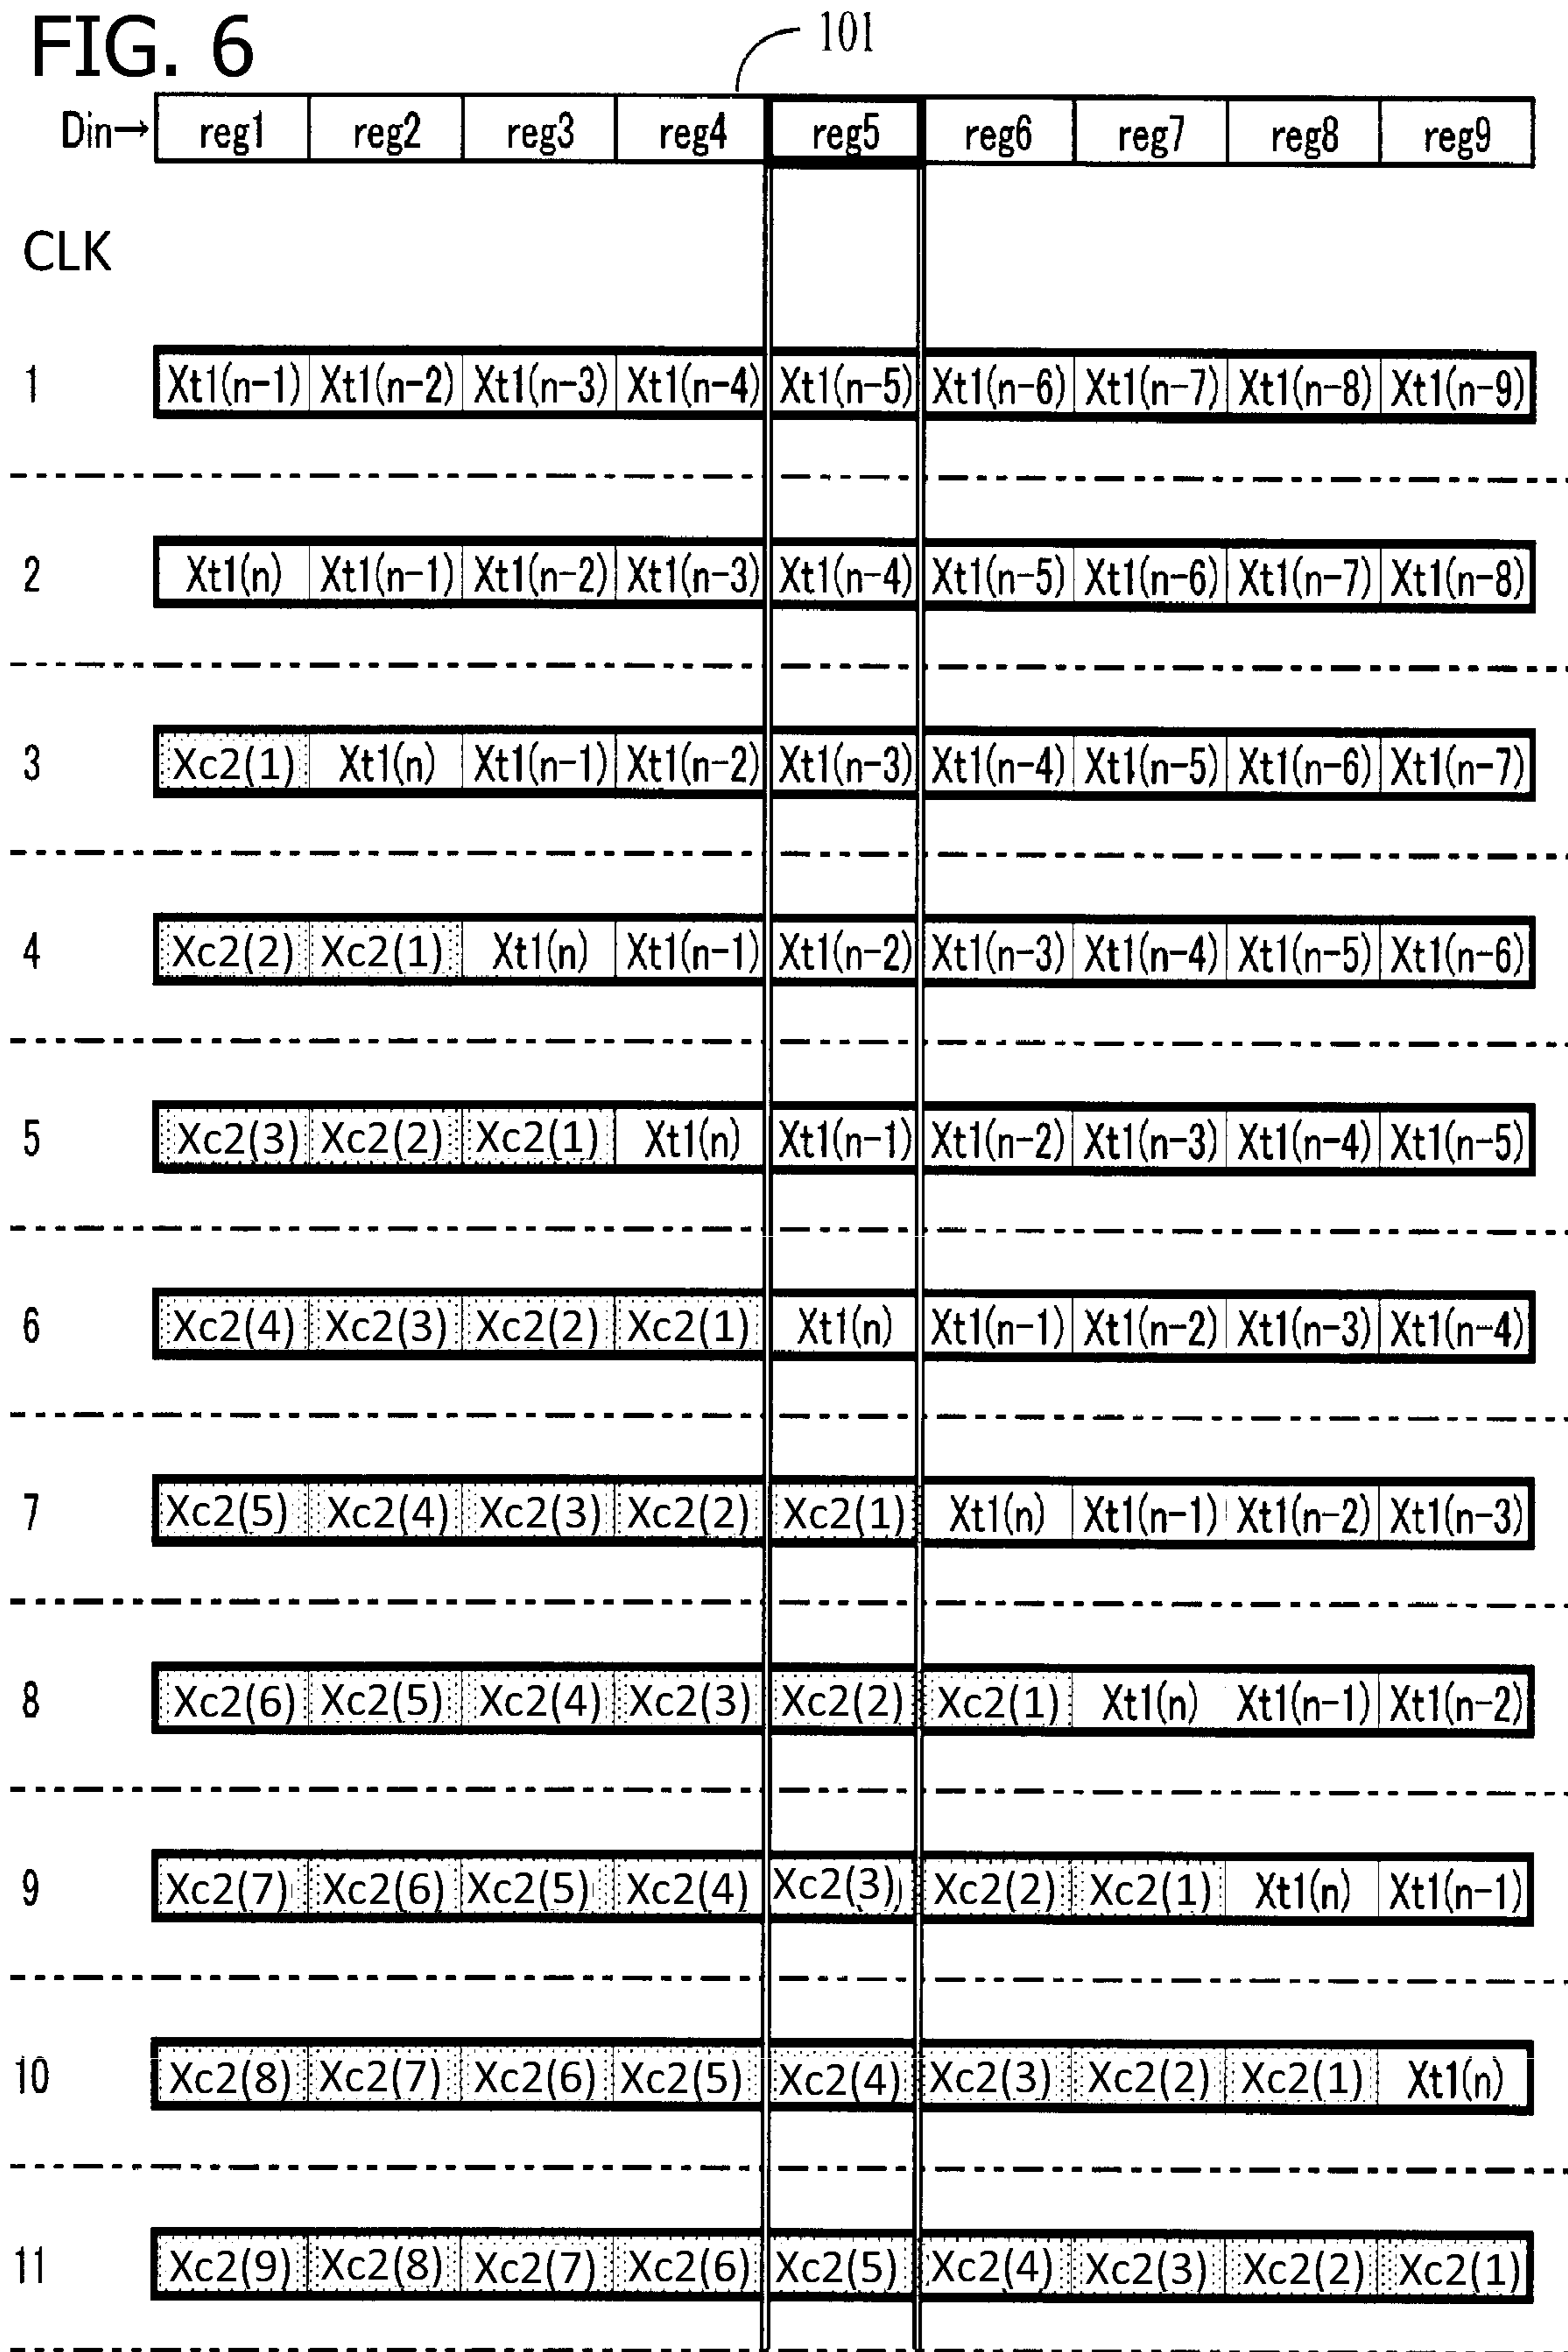 FIG. 6
101
Din→ reg1 reg2 reg3 reg4 reg5 reg6 reg7 reg8 reg9
CLK
1 Xt1(n-1) Xt1(n-2) Xt1(n-3) Xt1(n-4) Xt1(n-5) Xt1(n-6) Xt1(n-7) Xt1(n-8) Xt1(n-9)
2 Xt1(n) Xt1(n-1) Xt1(n-2) Xt1(n-3) Xt1(n-4) Xt1(n-5) Xt1(n-6) Xt1(n-7) Xt1(n-8)
3 Xc2(1) Xt1(n) Xt1(n-1) Xt1(n-2) Xt1(n-3) Xt1(n-4) Xt1(n-5) Xt1(n-6) Xt1(n-7)
4 Xc2(2) Xc2(1) Xt1(n) Xt1(n-1) Xt1(n-2) Xt1(n-3) Xt1(n-4) Xt1(n-5) Xt1(n-6)
5 Xc2(3) Xc2(2) Xc2(1) Xt1(n) Xt1(n-1) Xt1(n-2) Xt1(n-3) Xt1(n-4) Xt1(n-5)
6 Xc2(4) Xc2(3) Xc2(2) Xc2(1) Xt1(n) Xt1(n-1) Xt1(n-2) Xt1(n-3) Xt1(n-4)
7 Xc2(5) Xc2(4) Xc2(3) Xc2(2) Xc2(1) Xt1(n) Xt1(n-1) Xt1(n-2) Xt1(n-3)
8 Xc2(6) Xc2(5) Xc2(4) Xc2(3) Xc2(2) Xc2(1) Xt1(n) Xt1(n-1) Xt1(n-2)
9 Xc2(7) Xc2(6) Xc2(5) Xc2(4) Xc2(3) Xc2(2) Xc2(1) Xt1(n) Xt1(n-1)
10 Xc2(8) Xc2(7) Xc2(6) Xc2(5) Xc2(4) Xc2(3) Xc2(2) Xc2(1) Xt1(n)
11 Xc2(9) Xc2(8) Xc2(7) Xc2(6) Xc2(5) Xc2(4) Xc2(3) Xc2(2) Xc2(1)